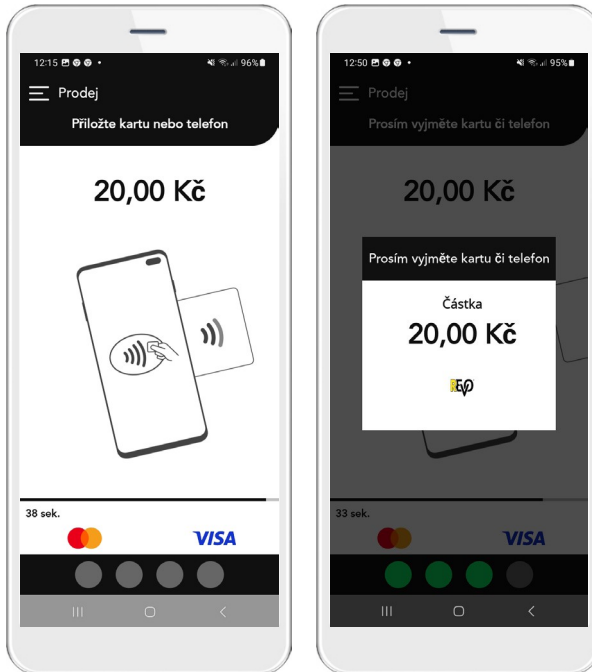 12:15
96%
Prodej
Přiložte kartu nebo telefon
20,00 Kč
38 sek.
VISA
12:50
95%
Prodej
Prosím vyjměte kartu či telefon
20,00 Kč
Prosím vyjměte kartu či telefon
Částka
20,00 Kč
REVO
33 sek.
VISA